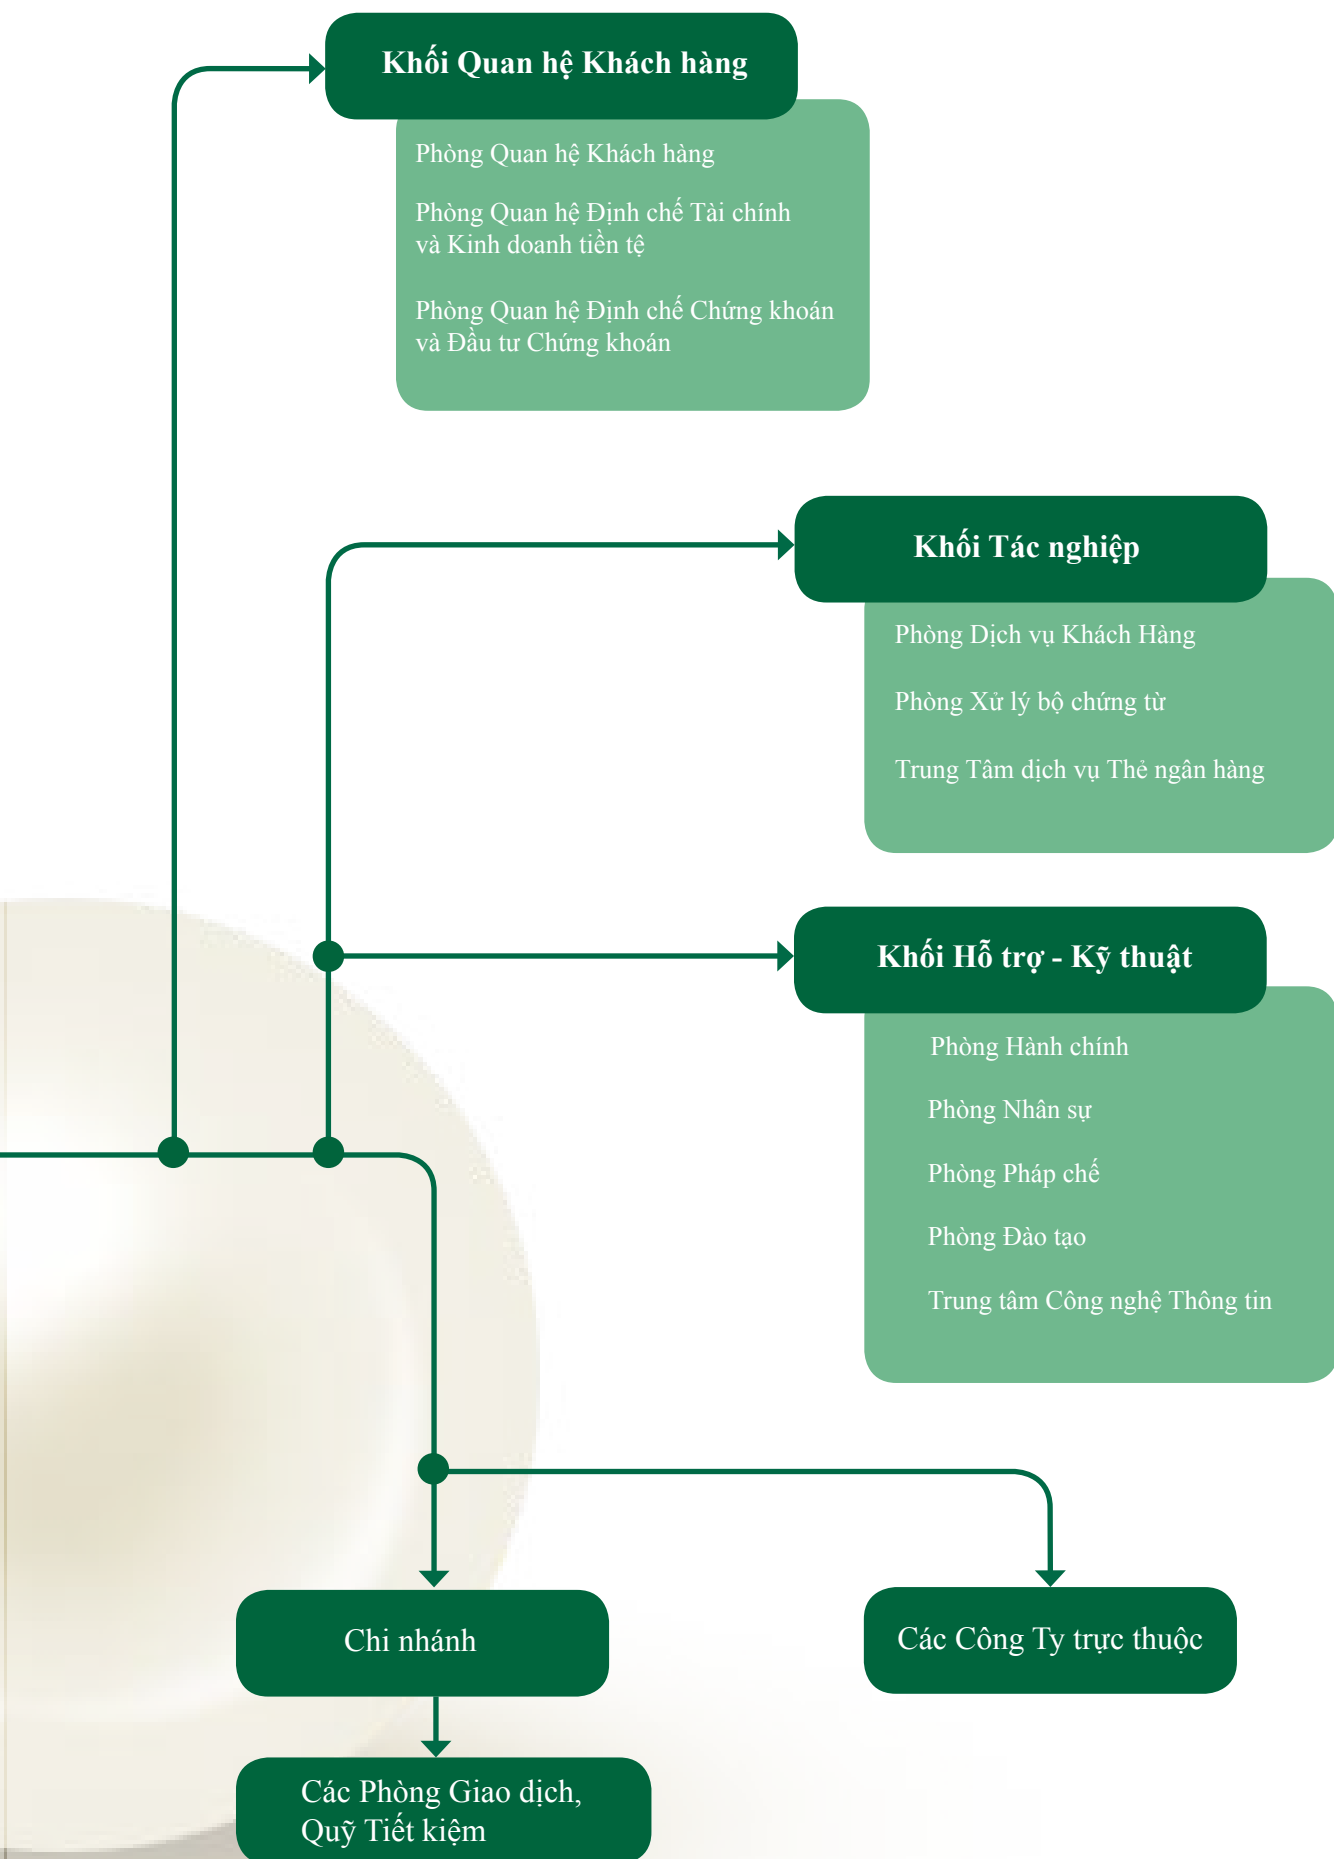 Khối Quan hệ Khách hàng
Phòng Quan hệ Khách hàng
Phòng Quan hệ Định chế Tài chính
và Kinh doanh tiền tệ
Phòng Quan hệ Định chế Chứng khoán
và Đầu tư Chứng khoán
Khối Tác nghiệp
Phòng Dịch vụ Khách Hàng
Phòng Xử lý bộ chứng từ
Trung Tâm dịch vụ Thẻ ngân hàng
Khối Hỗ trợ - Kỹ thuật
Phòng Hành chính
Phòng Nhân sự
Phòng Pháp chế
Phòng Đào tạo
Trung tâm Công nghệ Thông tin
Chi nhánh
Các Công Ty trực thuộc
Các Phòng Giao dịch,
Quỹ Tiết kiệm